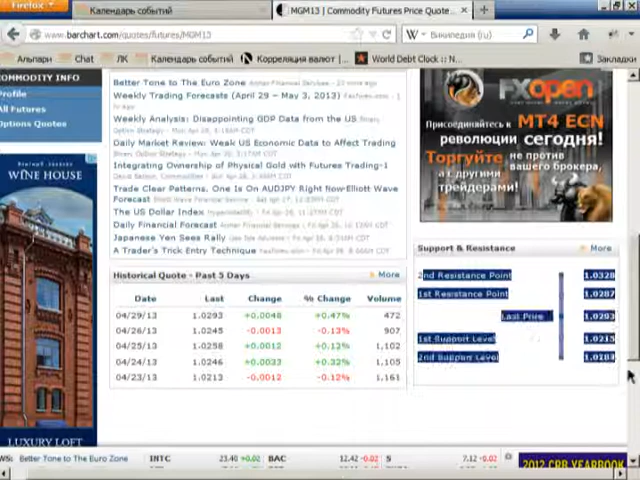 Firefox
Календарь событий
MGM13 | Commodity Futures Price Quote...
www.barchart.com/quotes/futures/MGM13
Википедия (ru)
Альпари
Chat
ЛК
Календарь событий
Корреляция валют |...
World Debt Clock :: N...
Закладки
COMMODITY INFO
Profile
All Futures
Options Quotes
WINE HOUSE
LUXURY LOFT
Better Tone to The Euro Zone
Weekly Trading Forecasts (April 29 – May 3, 2013)
Weekly Analysis: Disappointing GDP Data from the US
Daily Market Review: Weak US Economic Data to Affect Trading
Integrating Ownership of Physical Gold with Futures Trading-1
Trade Clear Patterns. One Is On AUDJPY Right Now-Elliott Wave
Forecast
The US Dollar Index
Daily Financial Forecast
Japanese Yen Sees Rally
A Trader's Trick Entry Technique
Historical Quote - Past 5 Days
More
Date Last Change % Change Volume
04/29/13 1.0293 +0.0048 +0.47% 472
04/26/13 1.0245 -0.0013 -0.13% 907
04/25/13 1.0258 +0.0012 +0.12% 1,102
04/24/13 1.0246 +0.0033 +0.32% 1,105
04/23/13 1.0213 -0.0012 -0.12% 1,161
FXOPEN
Присоединяйтесь к MT4 ECN
революции сегодня!
Торгуйте не против
вашего брокера,
а с другими
трейдерами!
Support & Resistance
More
2nd Resistance Point 1.0328
1st Resistance Point 1.0287
Last Price 1.0293
1st Support Level
2nd Support Level
WS: Better Tone to The Euro Zone
INTC 23.40 +0.02 BAC 12.42 -0.02 S 7.12 -0.02
2012 CRB YEARBOOK